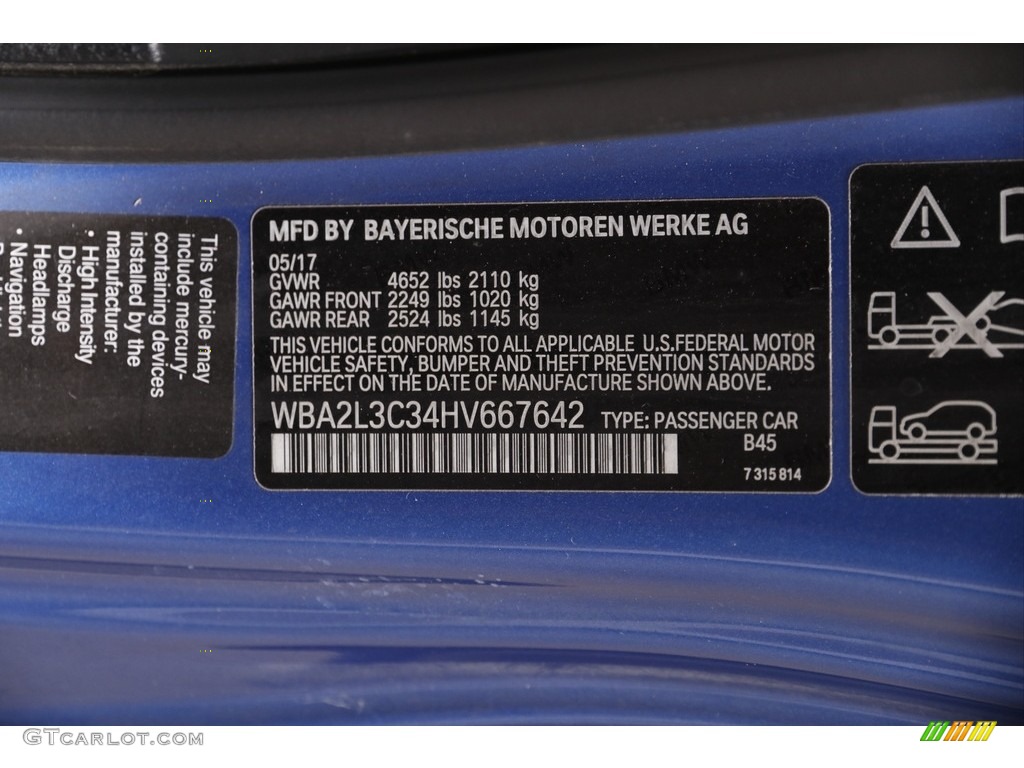 This vehicle may
include mercury-
containing devices
installed by the
manufacturer:
• High Intensity
Discharge
Headlamps
• Navigation
MFD BY BAYERISCHE MOTOREN WERKE AG
05/17
GVWR 4652 lbs 2110 kg
GAWR FRONT 2249 lbs 1020 kg
GAWR REAR 2524 lbs 1145 kg
THIS VEHICLE CONFORMS TO ALL APPLICABLE U.S.FEDERAL MOTOR
VEHICLE SAFETY, BUMPER AND THEFT PREVENTION STANDARDS
IN EFFECT ON THE DATE OF MANUFACTURE SHOWN ABOVE.
WBA2L3C34HV667642 TYPE: PASSENGER CAR
B45
7 315 814
GTcarlot.com